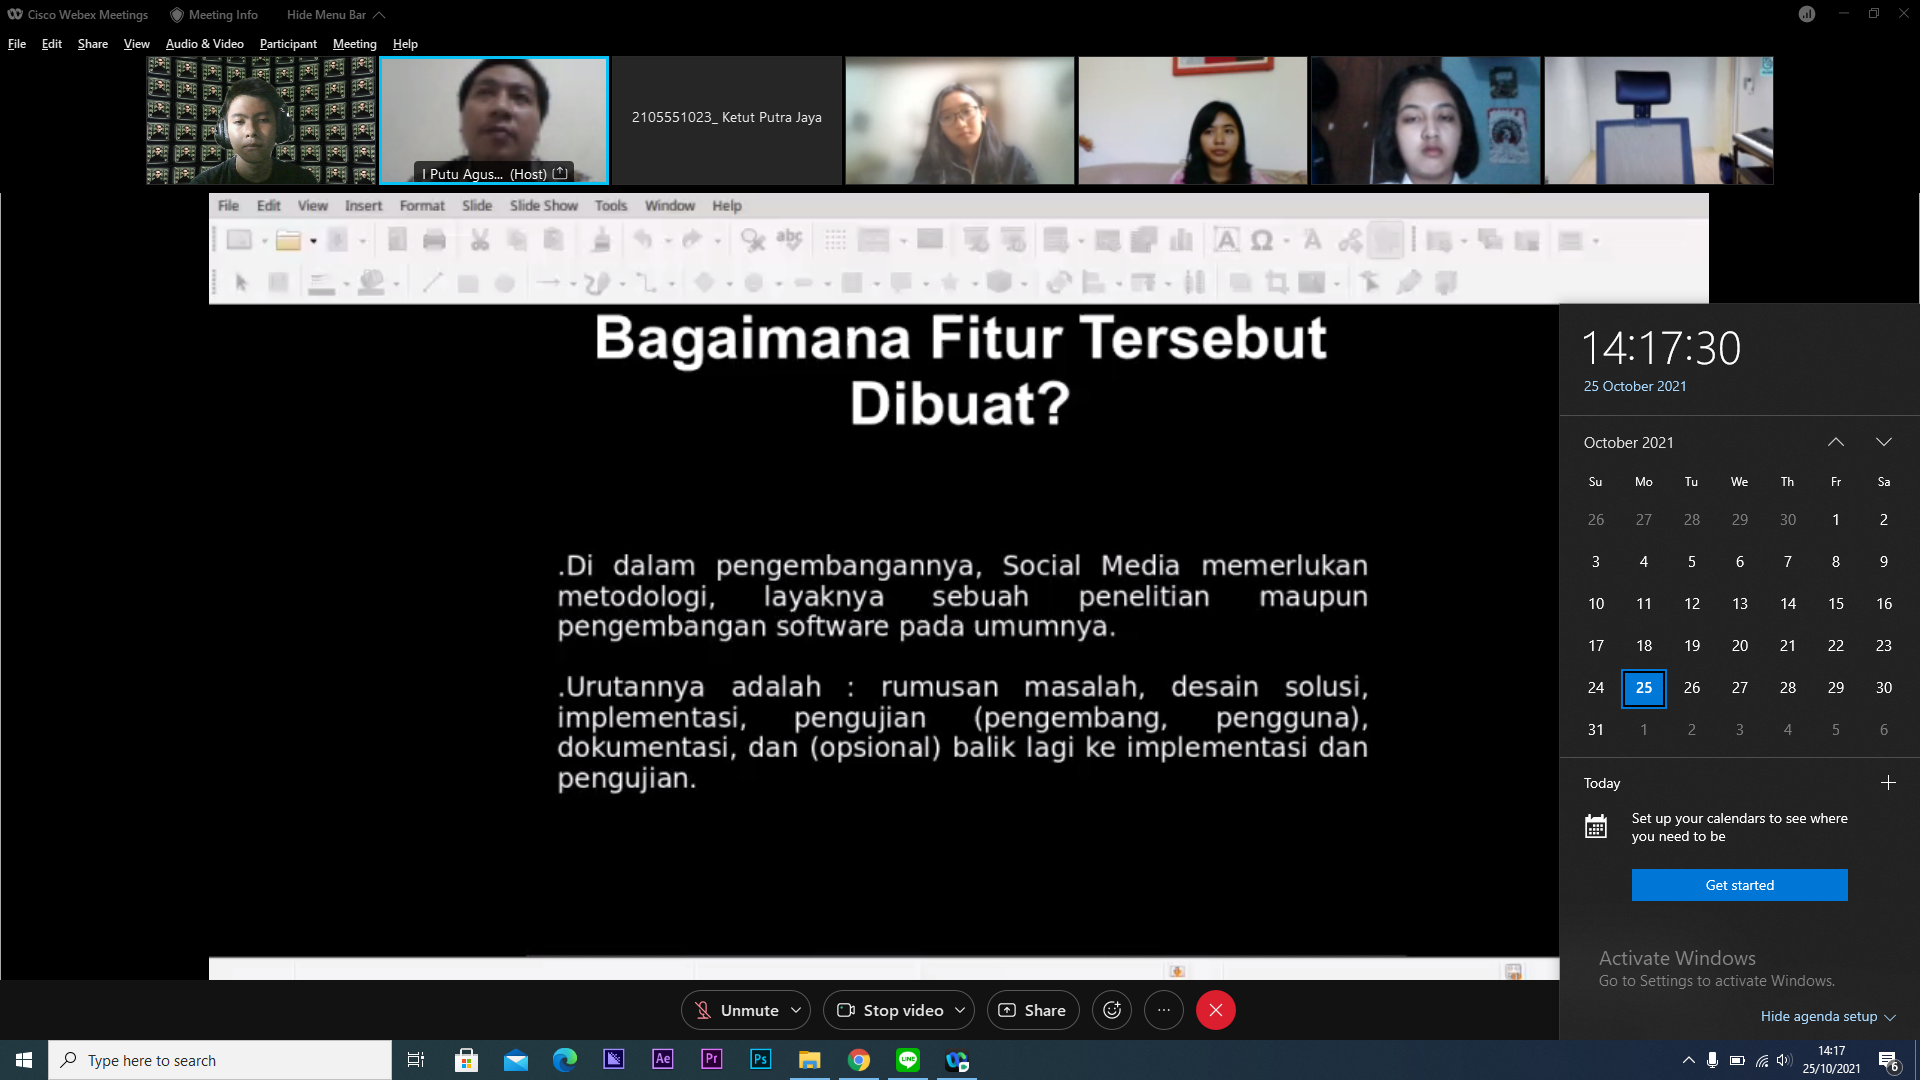 Cisco Webex Meetings
Meeting Info
Hide Menu Bar
File Edit Share View Audio & Video Participant Meeting Help
I Putu Agus... (Host)
2105551023_ Ketut Putra Jaya
File Edit View Insert Format Slide Slide Show Tools Window Help
abc
Bagaimana Fitur Tersebut
Dibuat?
.Di dalam pengembangannya, Social Media memerlukan
metodologi, layaknya sebuah penelitian maupun
pengembangan software pada umumnya.
.Urutannya adalah : rumusan masalah, desain solusi,
implementasi, pengujian (pengembang, pengguna),
dokumentasi, dan (opsional) balik lagi ke implementasi dan
pengujian.
14:17:30
25 October 2021
October 2021
Su Mo Tu We Th Fr Sa
26 27 28 29 30 1 2
3 4 5 6 7 8 9
10 11 12 13 14 15 16
17 18 19 20 21 22 23
24 25 26 27 28 29 30
31 1 2 3 4 5 6
Today
Set up your calendars to see where
you need to be
Get started
Activate Windows
Go to Settings to activate Windows.
Hide agenda setup
Unmute
Stop video
Share
Type here to search
Ae
Pr
Ps
LINE
14:17
25/10/2021
6